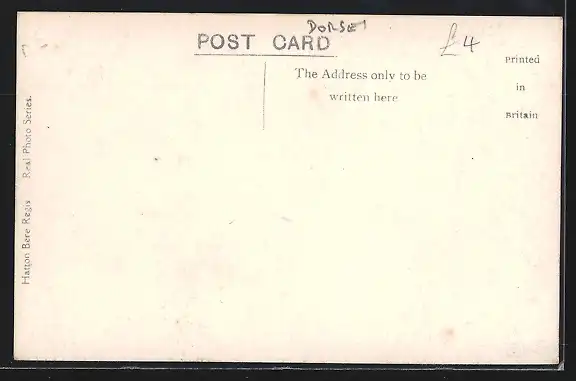 DORSET
£4
POST CARD
The Address only to be
written here
Printed
in
Britain
Hatton Bere Regis Real Photo Series.